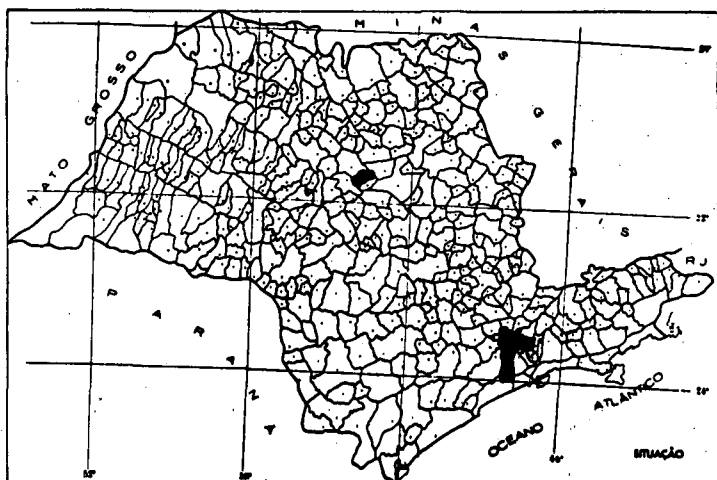 MINAS
GERAIS
MATO GROSSO
RJ
PARANÁ
ATLÂNTICO
OCEANO
SITUAÇÃO